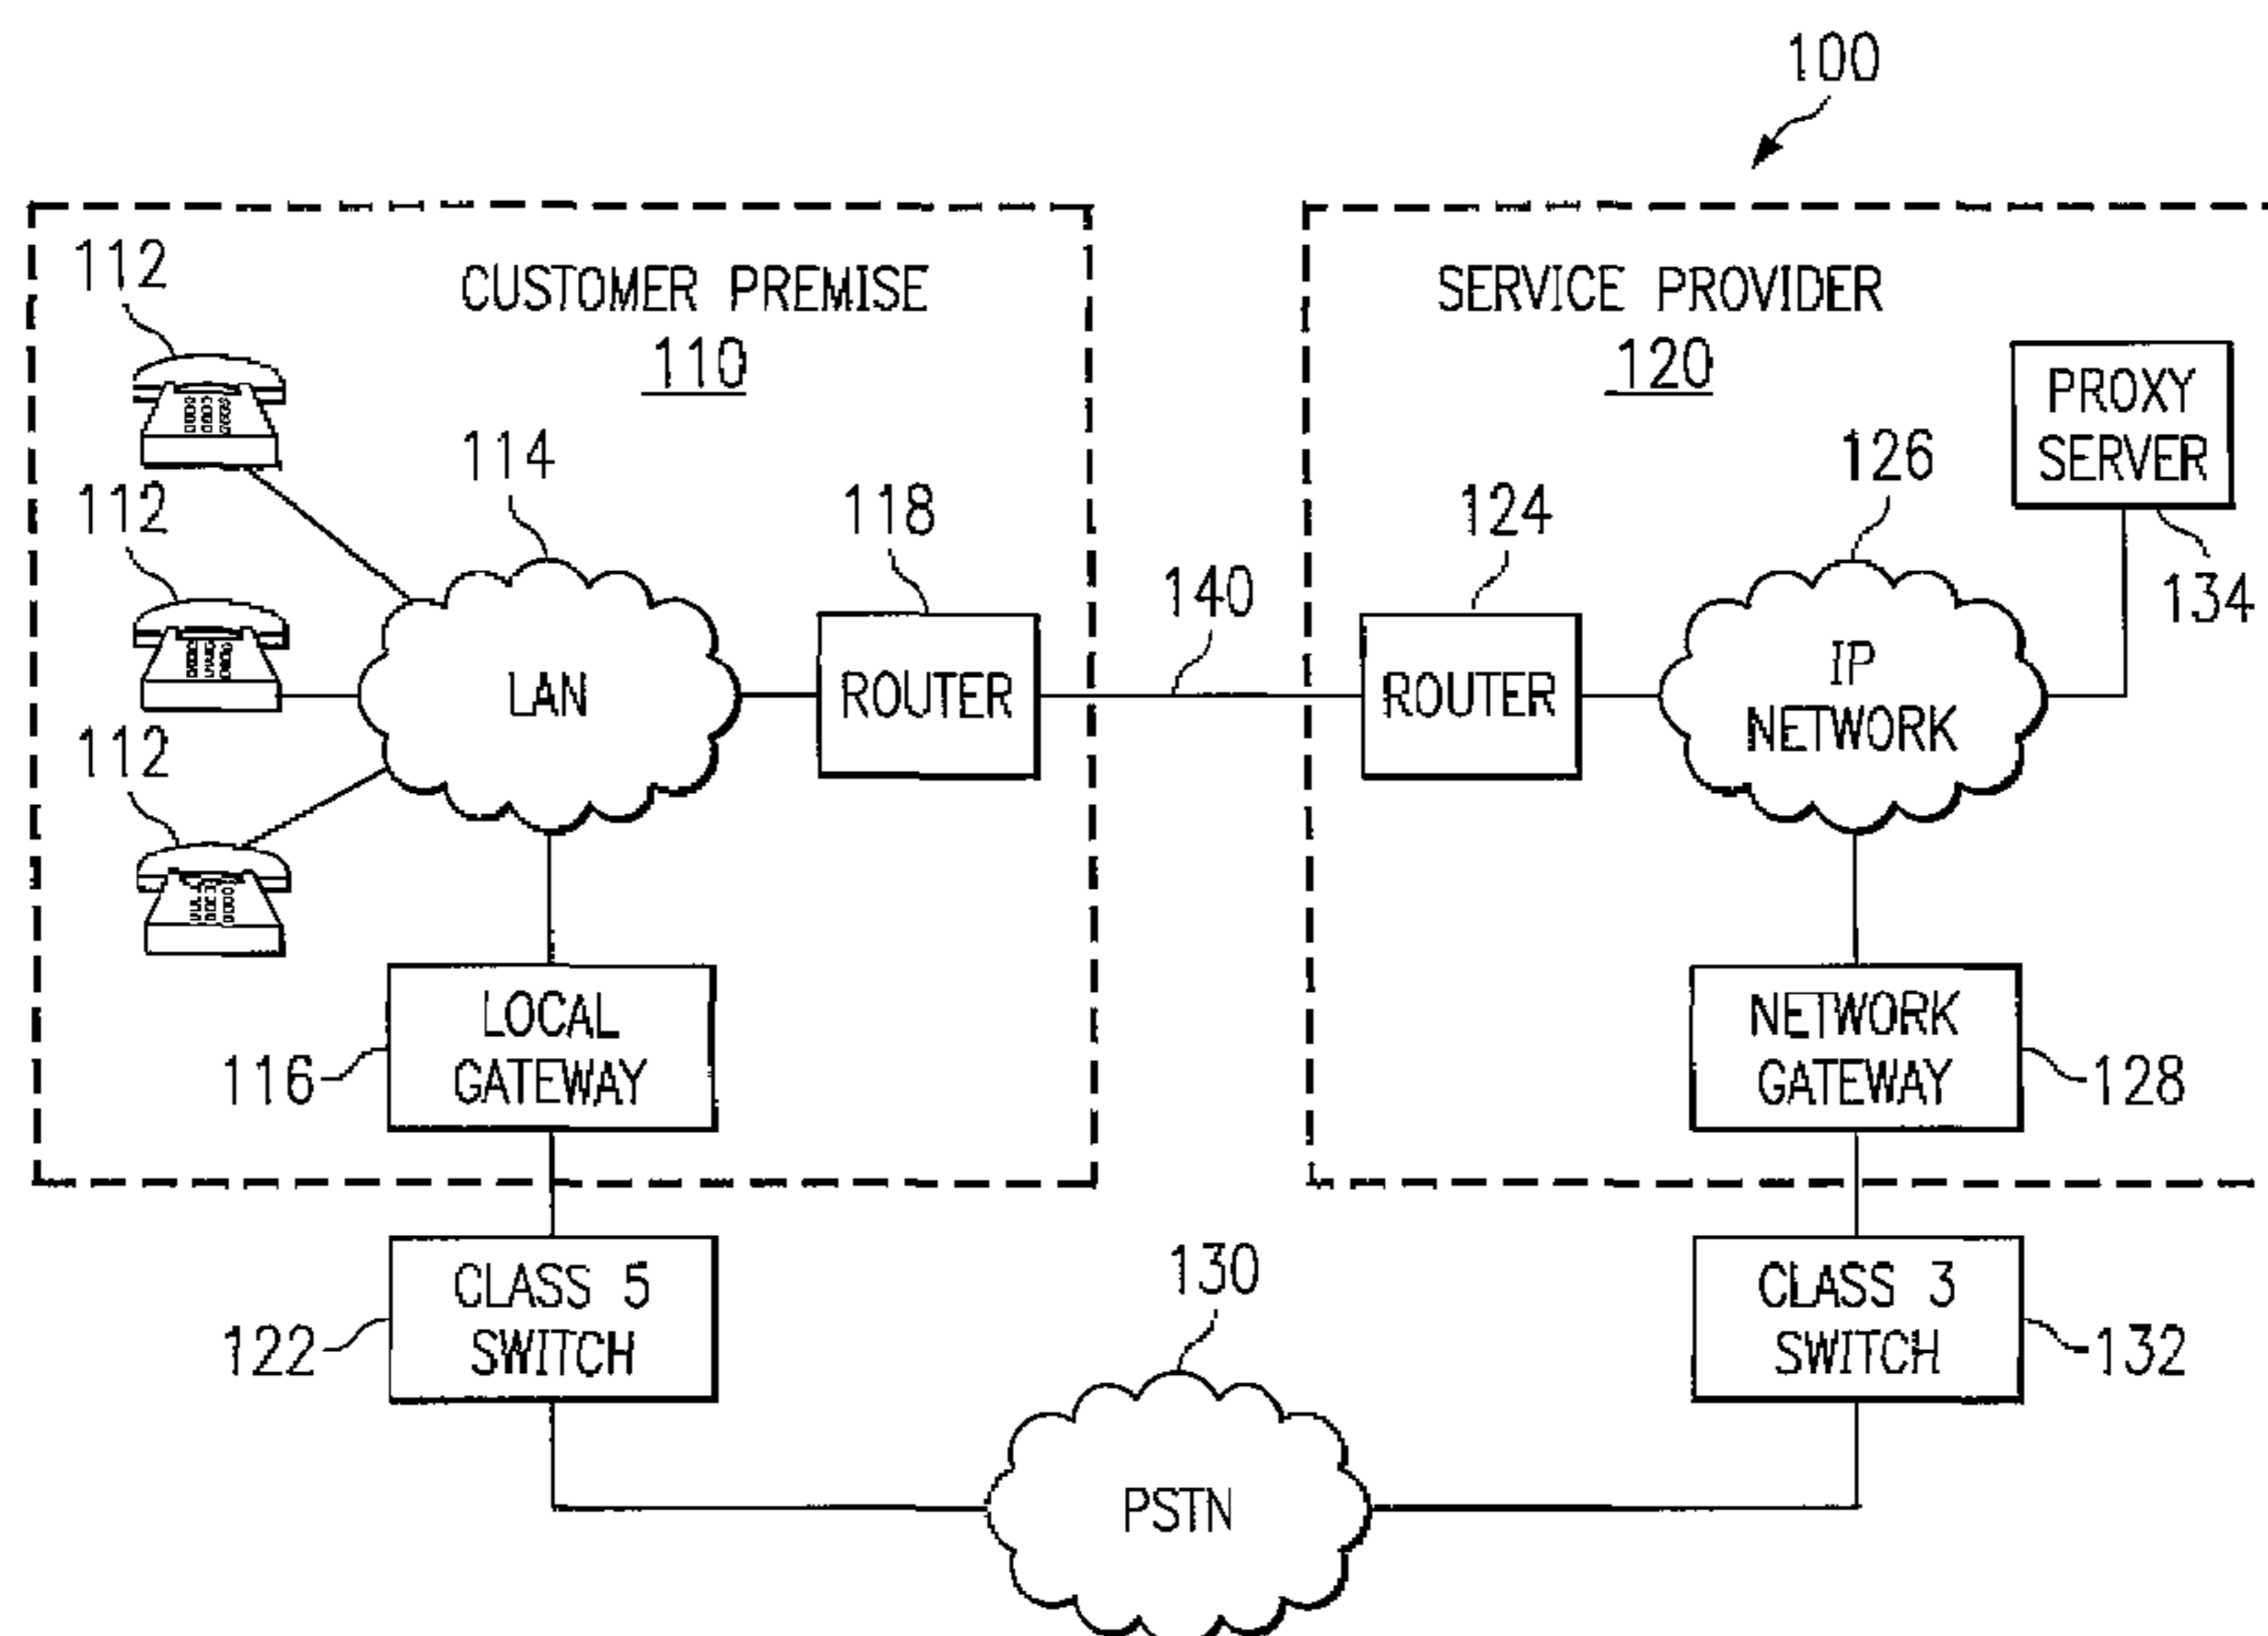 100
112
CUSTOMER PREMISE
110
SERVICE PROVIDER
120
PROXY
SERVER
134
112
114
118
140
124
126
LAN
ROUTER
ROUTER
IP
NETWORK
112
LOCAL
GATEWAY
116
NETWORK
GATEWAY
128
CLASS 5
SWITCH
122
130
CLASS 3
SWITCH
132
PSTN